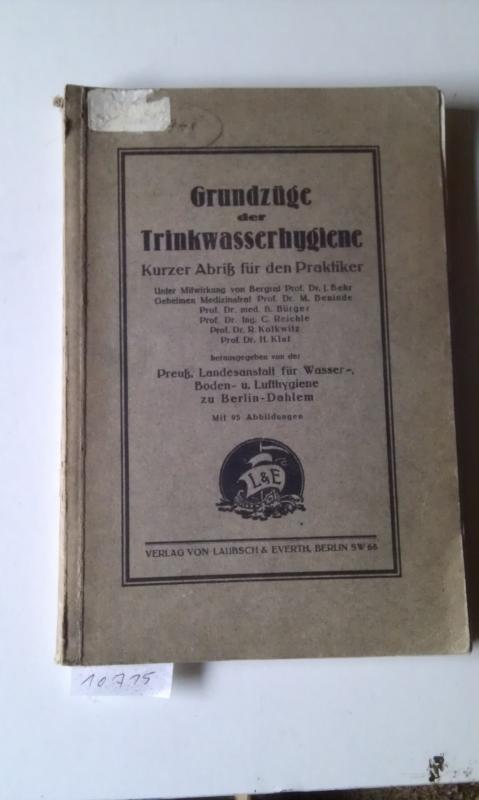 Grundzüge
der
Trinkwasserhygiene
Kurzer Abriß für den Praktiker
Unter Mitwirkung von Bergrat Prof. Dr. J. Behr
Geheimen Medizinalrat Prof. Dr. M. Beninde
Prof. Dr. med. B. Bürger
Prof. Dr. Ing. C. Reichle
Prof. Dr. R. Kolkwitz
Prof. Dr. H. Klut
herausgegeben von der
Preuß. Landesanstalt für Wasser-,
Boden- u. Lufthygiene
zu Berlin-Dahlem
Mit 95 Abbildungen
L&E
VERLAG VON LAUBSCH & EVERTH, BERLIN SW 68
10715